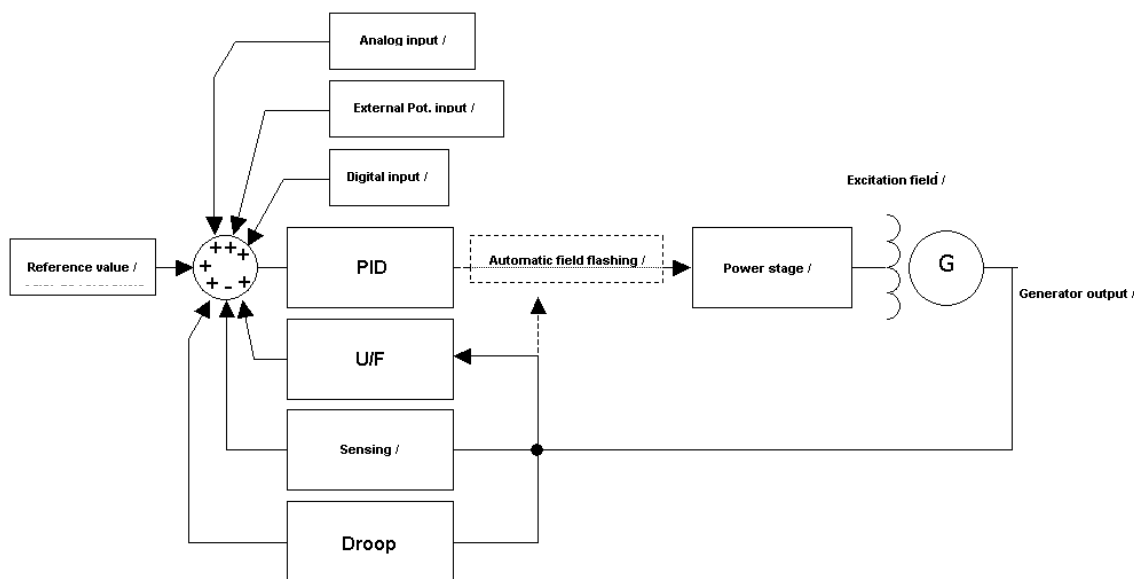 Analog input /
External Pot. input /
Digital input /
Excitation field /
Reference value /
+ + + + + - +
PID
Automatic field flashing /
Power stage /
G
Generator output /
U/F
Sensing /
Droop